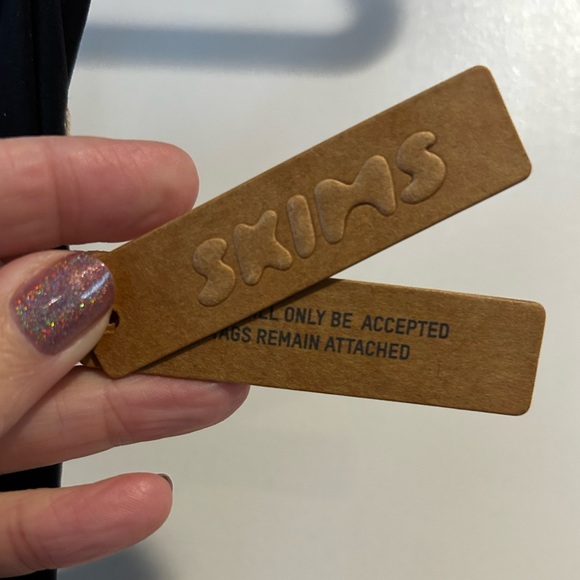 SKIMS
ONLY BE ACCEPTED
REMAIN ATTACHED